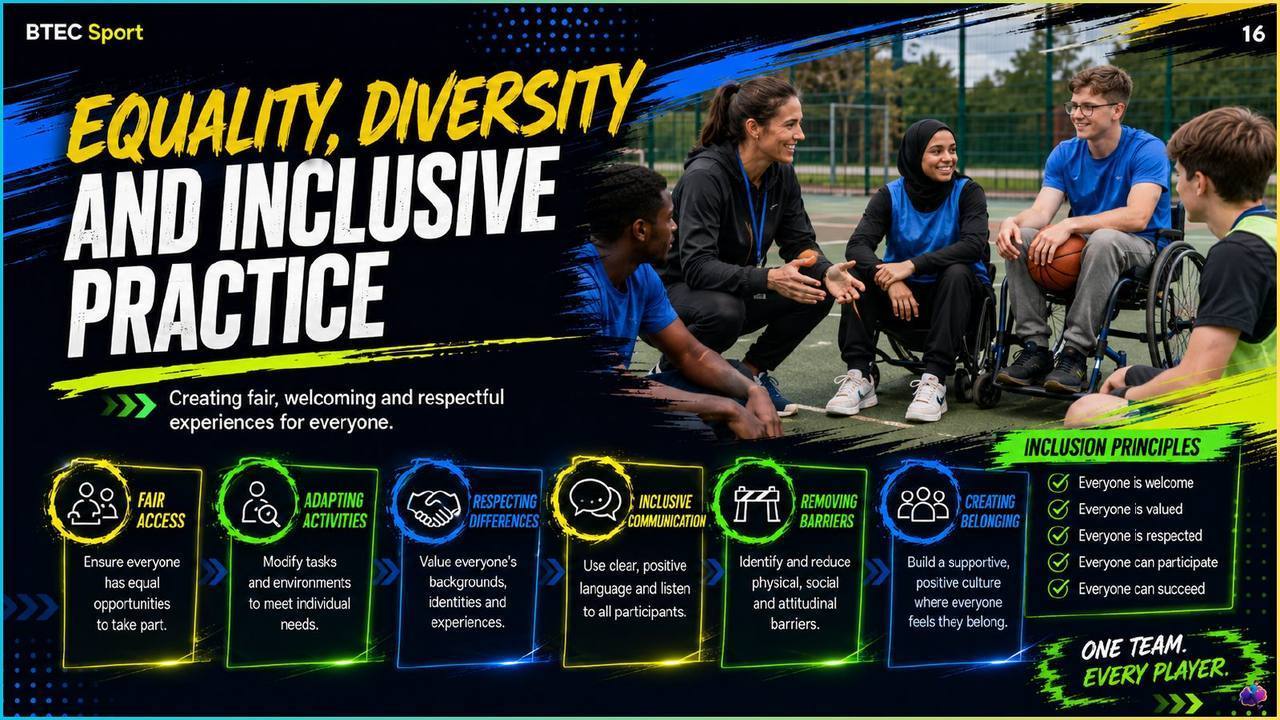 BTEC Sport
16
EQUALITY, DIVERSITY
AND INCLUSIVE
PRACTICE
Creating fair, welcoming and respectful
experiences for everyone.
FAIR
ACCESS
Ensure everyone
has equal
opportunities
to take part.
ADAPTING
ACTIVITIES
Modify tasks
and environments
to meet individual
needs.
RESPECTING
DIFFERENCES
Value everyone's
backgrounds,
identities and
experiences.
INCLUSIVE
COMMUNICATION
Use clear, positive
language and listen
to all participants.
REMOVING
BARRIERS
Identify and reduce
physical, social
and attitudinal
barriers.
CREATING
BELONGING
Build a supportive,
positive culture
where everyone
feels they belong.
INCLUSION PRINCIPLES
Everyone is welcome
Everyone is valued
Everyone is respected
Everyone can participate
Everyone can succeed
ONE TEAM.
EVERY PLAYER.